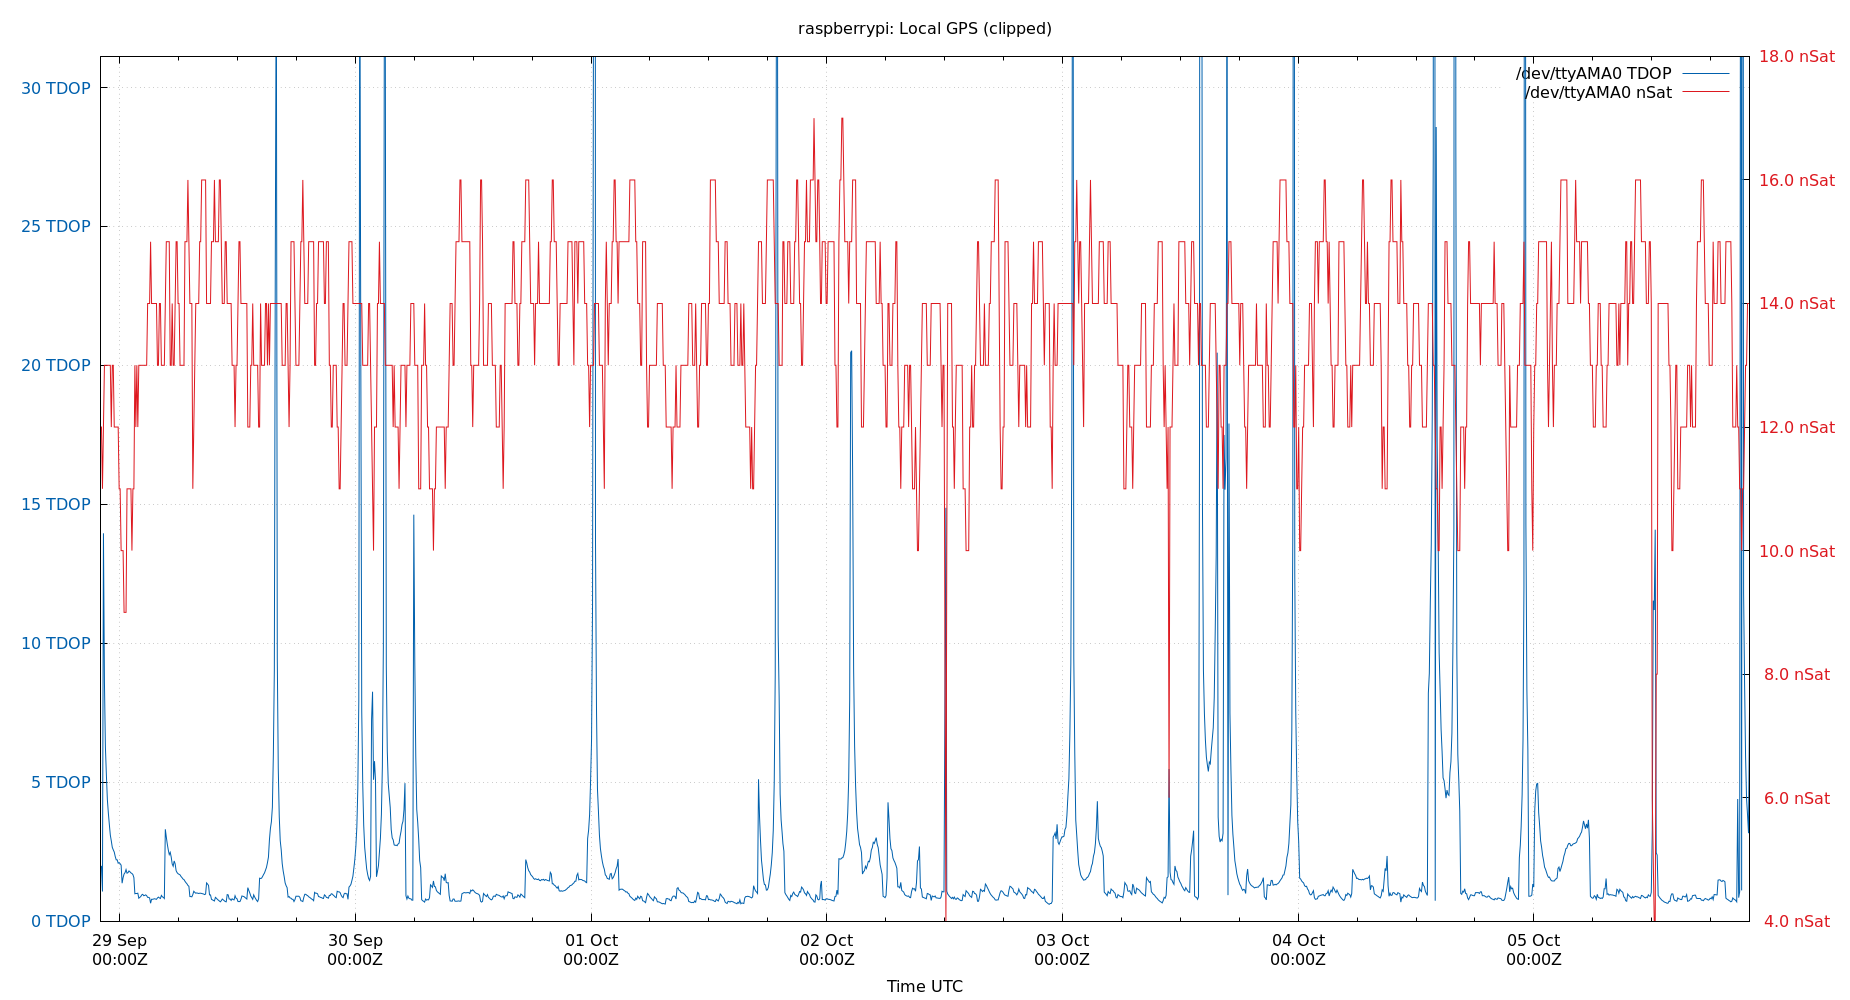 raspberrypi: Local GPS (clipped)
30 TDOP
25 TDOP
20 TDOP
15 TDOP
10 TDOP
5 TDOP
0 TDOP
18.0 nSat
16.0 nSat
14.0 nSat
12.0 nSat
10.0 nSat
8.0 nSat
6.0 nSat
4.0 nSat
/dev/ttyAMA0 TDOP
/dev/ttyAMA0 nSat
29 Sep 30 Sep 01 Oct 02 Oct 03 Oct 04 Oct 05 Oct
00:00Z 00:00Z 00:00Z 00:00Z 00:00Z 00:00Z 00:00Z
Time UTC